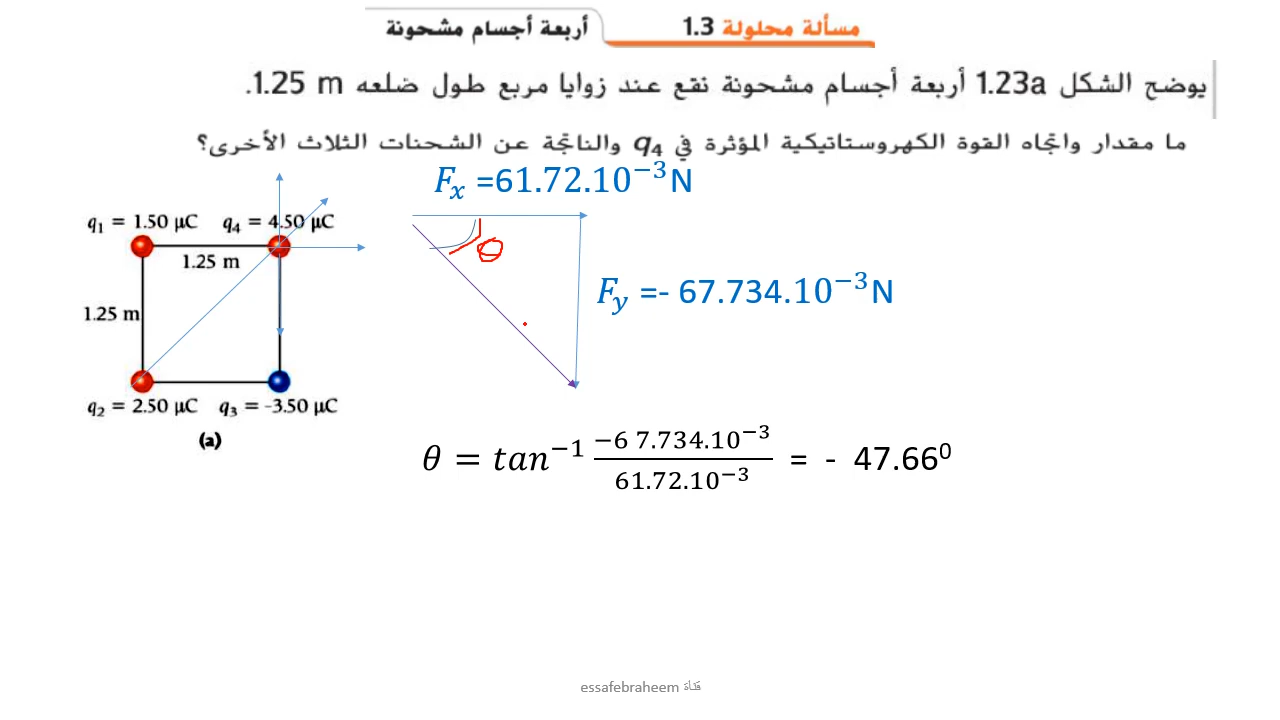 مسألة محلولة 1.3 أربعة أجسام مشحونة
يوضح الشكل 1.23a أربعة أجسام مشحونة نقع عند زوايا مربع طول ضلعه 1.25 m.
ما مقدار واتجاه القوة الكهروستاتيكية المؤثرة في q₄ والناتجة عن الشحنات الثلاث الأخرى؟
Fₓ =61.72.10⁻³N
q₁ = 1.50 µC q₄ = 4.50 µC
1.25 m
θ
F_y =- 67.734.10⁻³N
1.25 m
q₂ = 2.50 µC q₃ = -3.50 µC
(a)
θ = tan⁻¹ (−6 7.734.10⁻³)/(61.72.10⁻³) = - 47.66⁰
essafebraheem قناة